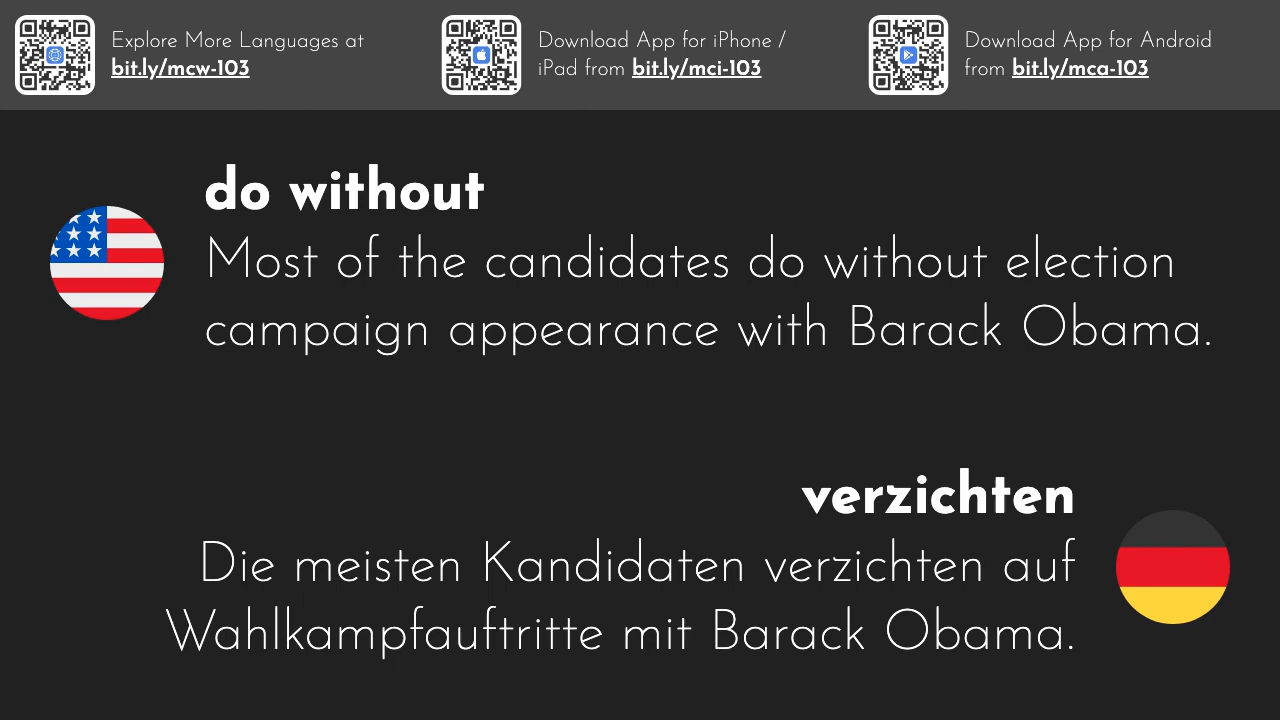 Explore More Languages at
bit.ly/mcw-103
Download App for iPhone /
iPad from bit.ly/mci-103
Download App for Android
from bit.ly/mca-103
do without
Most of the candidates do without election
campaign appearance with Barack Obama.
verzichten
Die meisten Kandidaten verzichten auf
Wahlkampfauftritte mit Barack Obama.